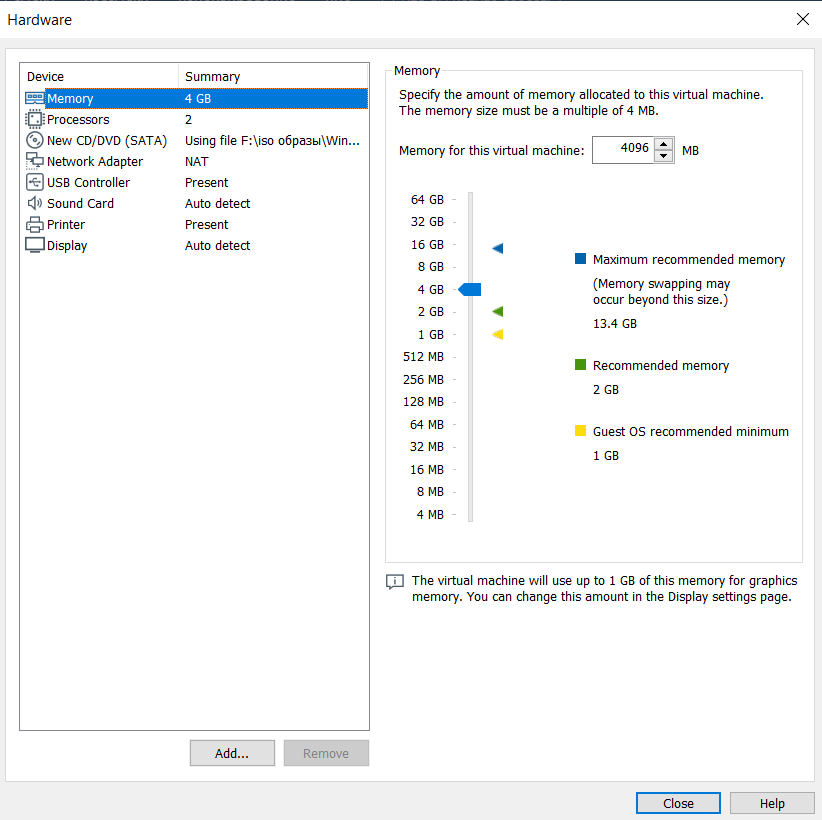 Hardware
Device Summary
Memory 4 GB
Processors 2
New CD/DVD (SATA) Using file F:\iso образы\Win...
Network Adapter NAT
USB Controller Present
Sound Card Auto detect
Printer Present
Display Auto detect
Add...
Remove
Memory
Specify the amount of memory allocated to this virtual machine.
The memory size must be a multiple of 4 MB.
Memory for this virtual machine: 4096 MB
64 GB
32 GB
16 GB
8 GB
4 GB
2 GB
1 GB
512 MB
256 MB
128 MB
64 MB
32 MB
16 MB
8 MB
4 MB
Maximum recommended memory
(Memory swapping may
occur beyond this size.)
13.4 GB
Recommended memory
2 GB
Guest OS recommended minimum
1 GB
The virtual machine will use up to 1 GB of this memory for graphics
memory. You can change this amount in the Display settings page.
Close
Help